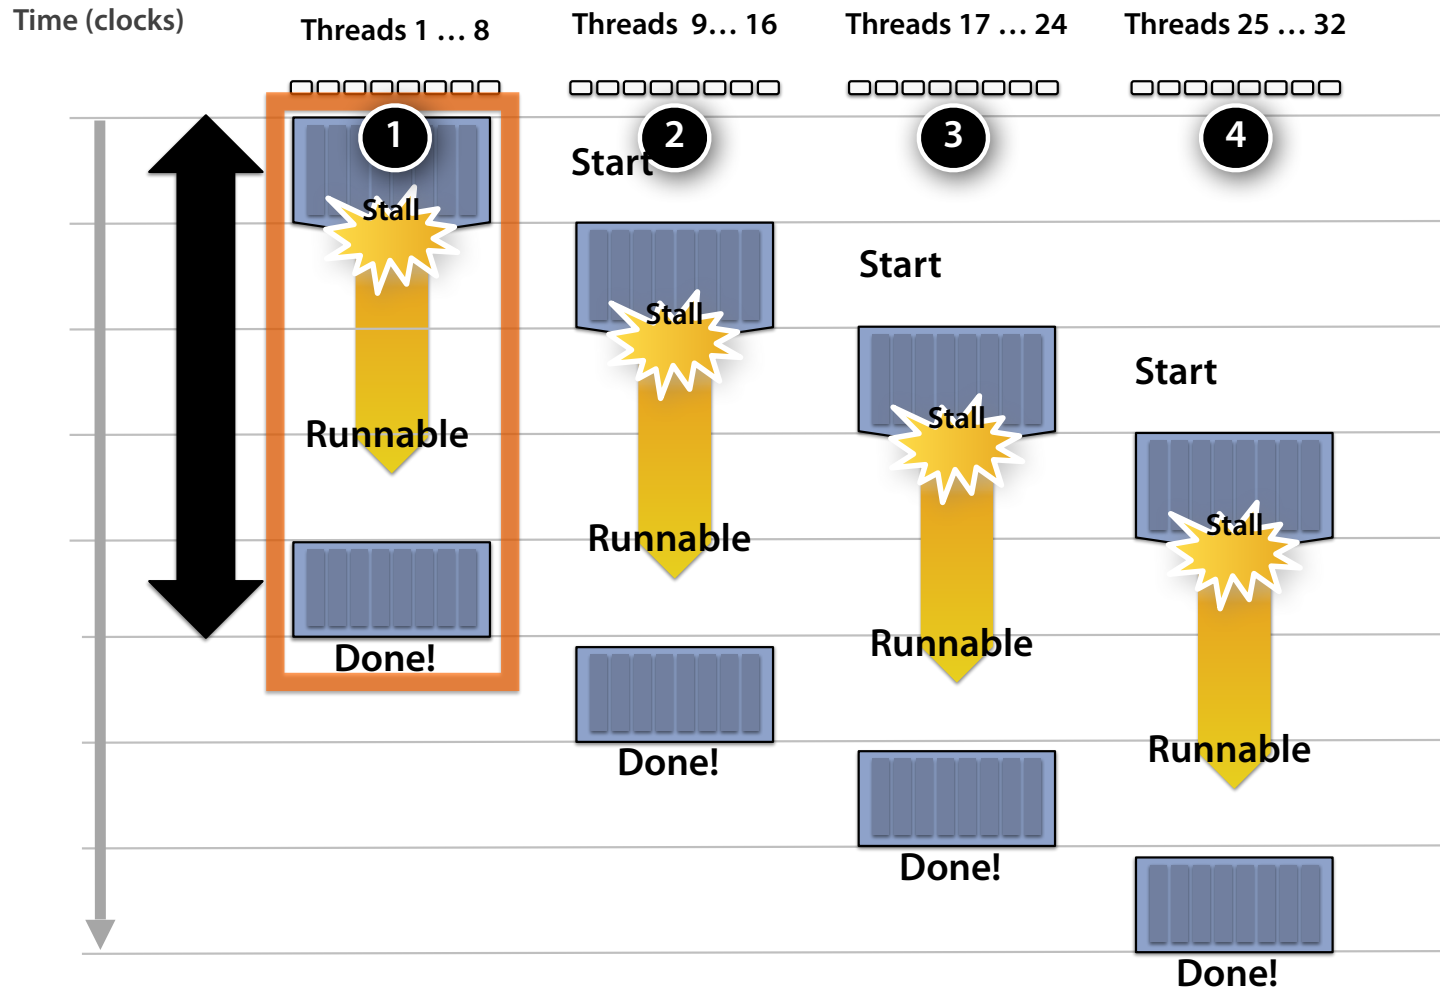 Time (clocks)
Threads 1 … 8
Threads 9… 16
Threads 17 … 24
Threads 25 … 32
1
2
3
4
Start
Stall
Start
Stall
Start
Stall
Runnable
Stall
Runnable
Runnable
Done!
Runnable
Done!
Done!
Done!